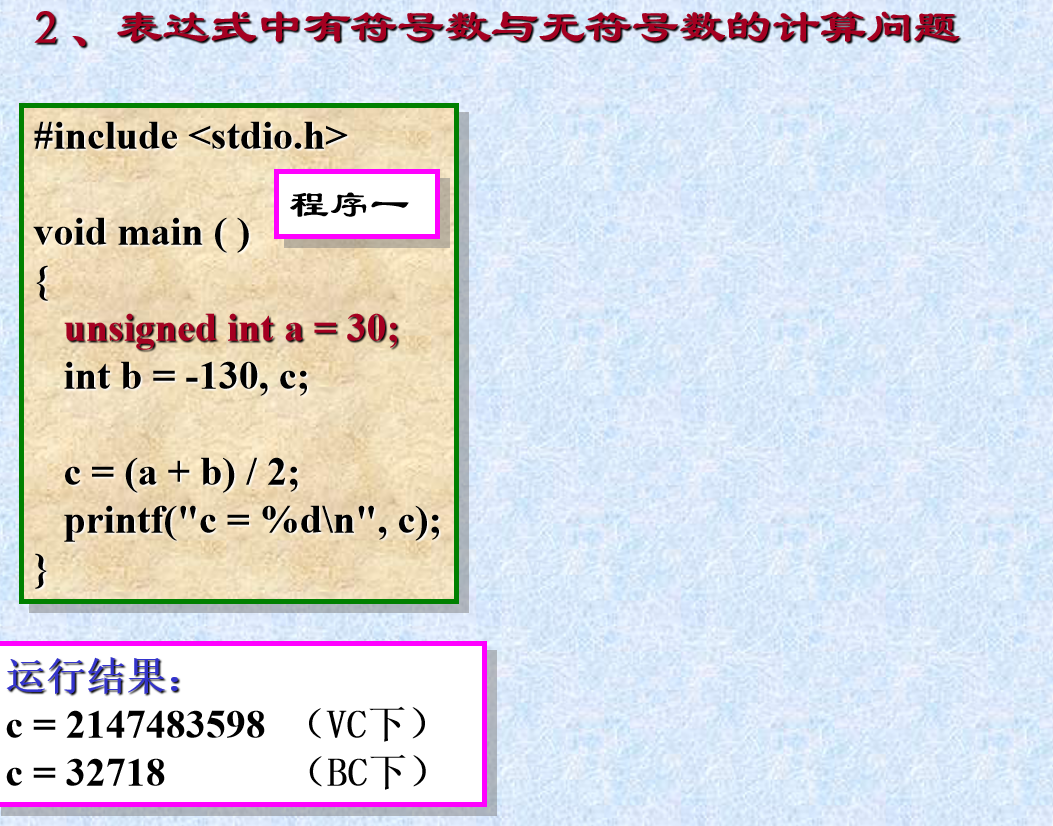 2、表达式中有符号数与无符号数的计算问题
#include <stdio.h>
程序一
void main ( )
{
unsigned int a = 30;
int b = -130, c;
c = (a + b) / 2;
printf("c = %d\n", c);
}
运行结果：
c = 2147483598 （VC下）
c = 32718 （BC下）